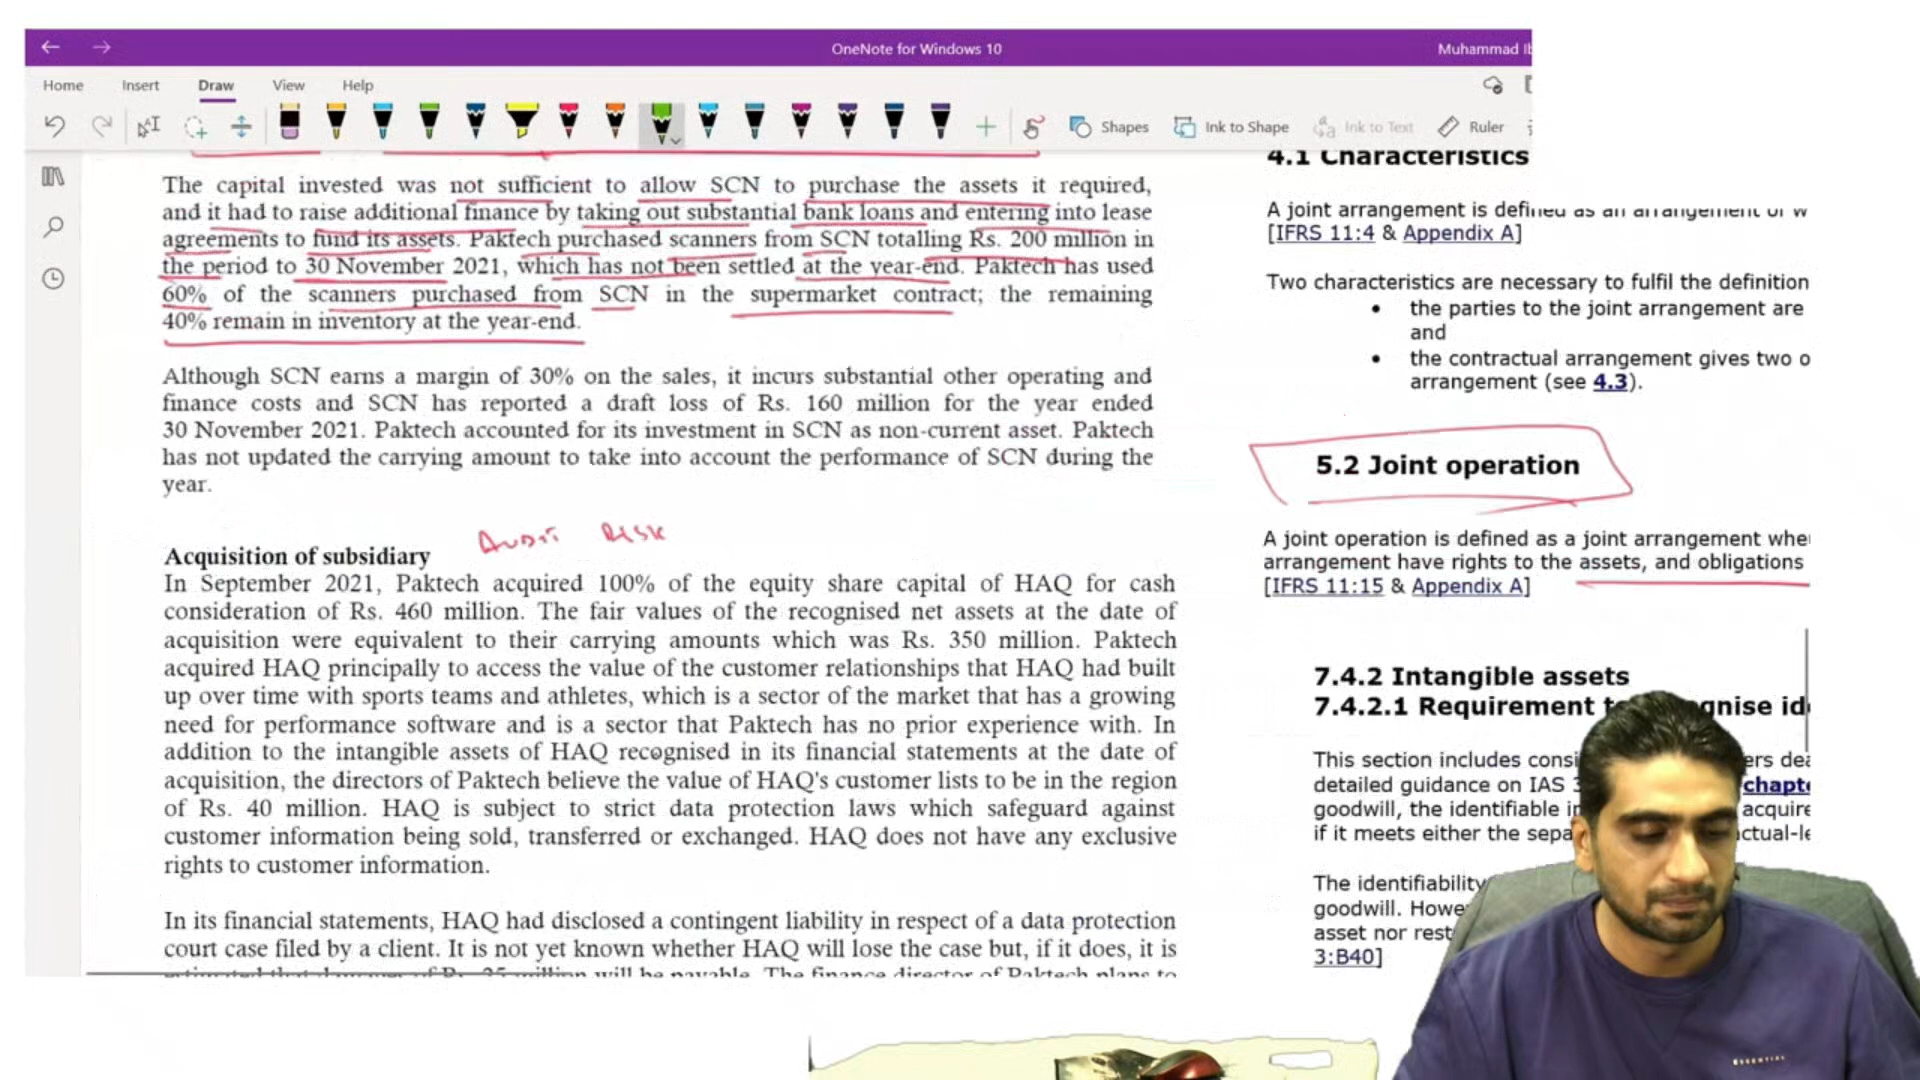 OneNote for Windows 10
Muhammad
Home
Insert
Draw
View
Help
Shapes
Ink to Shape
Ink to Text
Ruler
The capital invested was not sufficient to allow SCN to purchase the assets it required,
and it had to raise additional finance by taking out substantial bank loans and entering into lease
agreements to fund its assets. Paktech purchased scanners from SCN totalling Rs. 200 million in
the period to 30 November 2021, which has not been settled at the year-end. Paktech has used
60% of the scanners purchased from SCN in the supermarket contract; the remaining
40% remain in inventory at the year-end.
Although SCN earns a margin of 30% on the sales, it incurs substantial other operating and
finance costs and SCN has reported a draft loss of Rs. 160 million for the year ended
30 November 2021. Paktech accounted for its investment in SCN as non-current asset. Paktech
has not updated the carrying amount to take into account the performance of SCN during the
year.
Audit Risk
Acquisition of subsidiary
In September 2021, Paktech acquired 100% of the equity share capital of HAQ for cash
consideration of Rs. 460 million. The fair values of the recognised net assets at the date of
acquisition were equivalent to their carrying amounts which was Rs. 350 million. Paktech
acquired HAQ principally to access the value of the customer relationships that HAQ had built
up over time with sports teams and athletes, which is a sector of the market that has a growing
need for performance software and is a sector that Paktech has no prior experience with. In
addition to the intangible assets of HAQ recognised in its financial statements at the date of
acquisition, the directors of Paktech believe the value of HAQ's customer lists to be in the region
of Rs. 40 million. HAQ is subject to strict data protection laws which safeguard against
customer information being sold, transferred or exchanged. HAQ does not have any exclusive
rights to customer information.
In its financial statements, HAQ had disclosed a contingent liability in respect of a data protection
court case filed by a client. It is not yet known whether HAQ will lose the case but, if it does, it is
estimated that damages of Rs. 25 million will be payable. The finance director of Paktech plans to
4.1 Characteristics
A joint arrangement is defined as an arrangement of
[IFRS 11:4 & Appendix A]
Two characteristics are necessary to fulfil the definition
• the parties to the joint arrangement are
and
• the contractual arrangement gives two
arrangement (see 4.3).
5.2 Joint operation
A joint operation is defined as a joint arrangement
arrangement have rights to the assets, and obligations
[IFRS 11:15 & Appendix A]
7.4.2 Intangible assets
7.4.2.1 Requirement
This section includes
detailed guidance on IAS
goodwill, the identifiable
if it meets either the
The identifiability
goodwill.
asset nor
3:B40]
ESSENTIAL